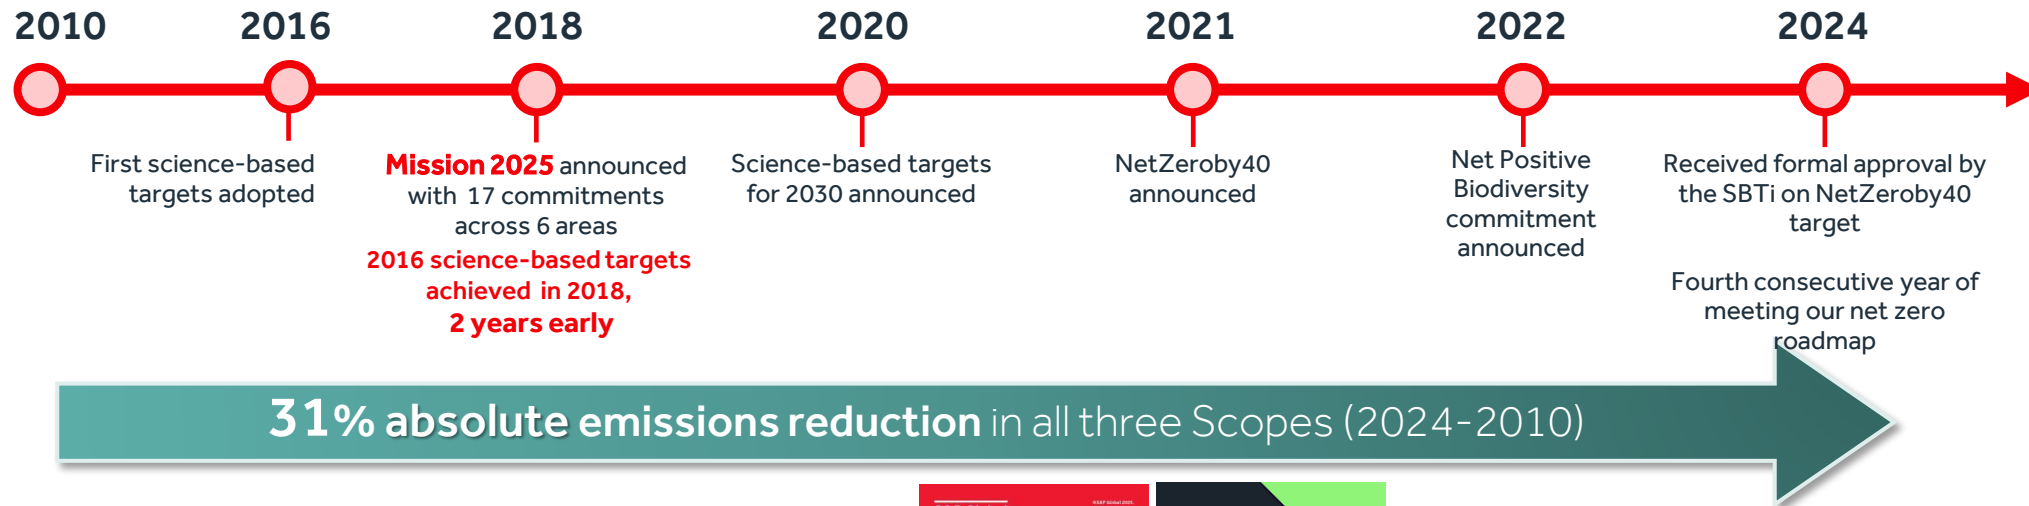 2010 2016 2018 2020 2021 2022 2024
First science-based
targets adopted
Mission 2025 announced
with 17 commitments
across 6 areas
2016 science-based targets
achieved in 2018,
2 years early
Science-based targets
for 2030 announced
NetZeroby40
announced
Net Positive
Biodiversity
commitment
announced
Received formal approval by
the SBTi on NetZeroby40
target
Fourth consecutive year of
meeting our net zero
roadmap
31% absolute emissions reduction in all three Scopes (2024-2010)
©S&P Global 2025.